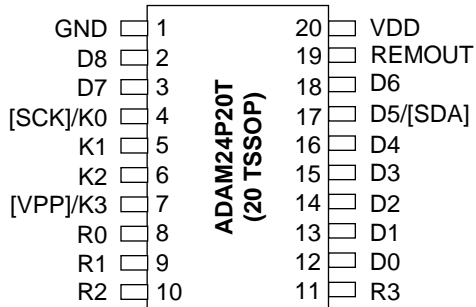 GND 1 20 VDD
D8 2 19 REMOUT
D7 3 18 D6
[SCK]/K0 4 17 D5/[SDA]
K1 5 16 D4
K2 6 15 D3
[VPP]/K3 7 14 D2
R0 8 13 D1
R1 9 12 D0
R2 10 11 R3
ADAM24P20T
(20 TSSOP)